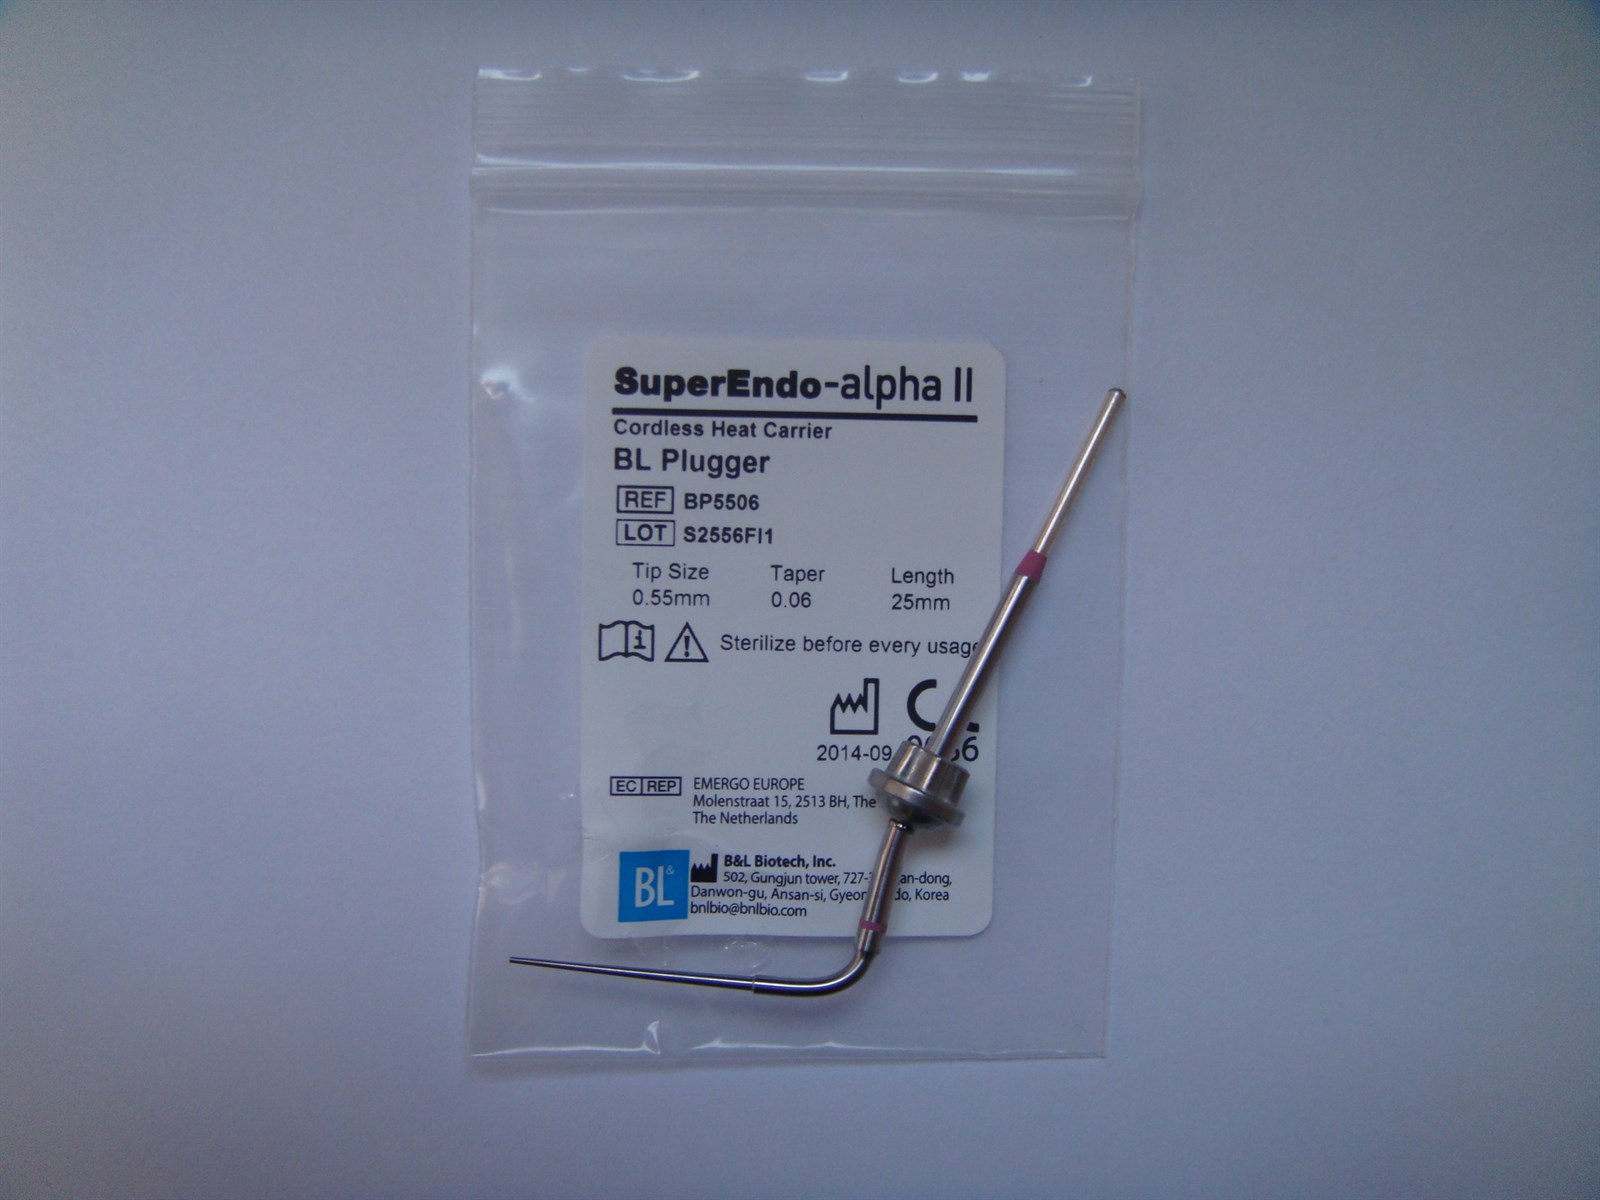 SuperEndo-alpha II
Cordless Heat Carrier
BL Plugger
REF BP5506
LOT S2556FI1
Tip Size Taper Length
0.55mm 0.06 25mm
Sterilize before every usage
2014-09
EC REP EMERGO EUROPE
Molenstraat 15, 2513 BH, The
The Netherlands
BL& B&L Biotech, Inc.
502, Gungjun tower,
Danwon-gu, Ansan-si, Korea
bnlbio@bnlbio.com